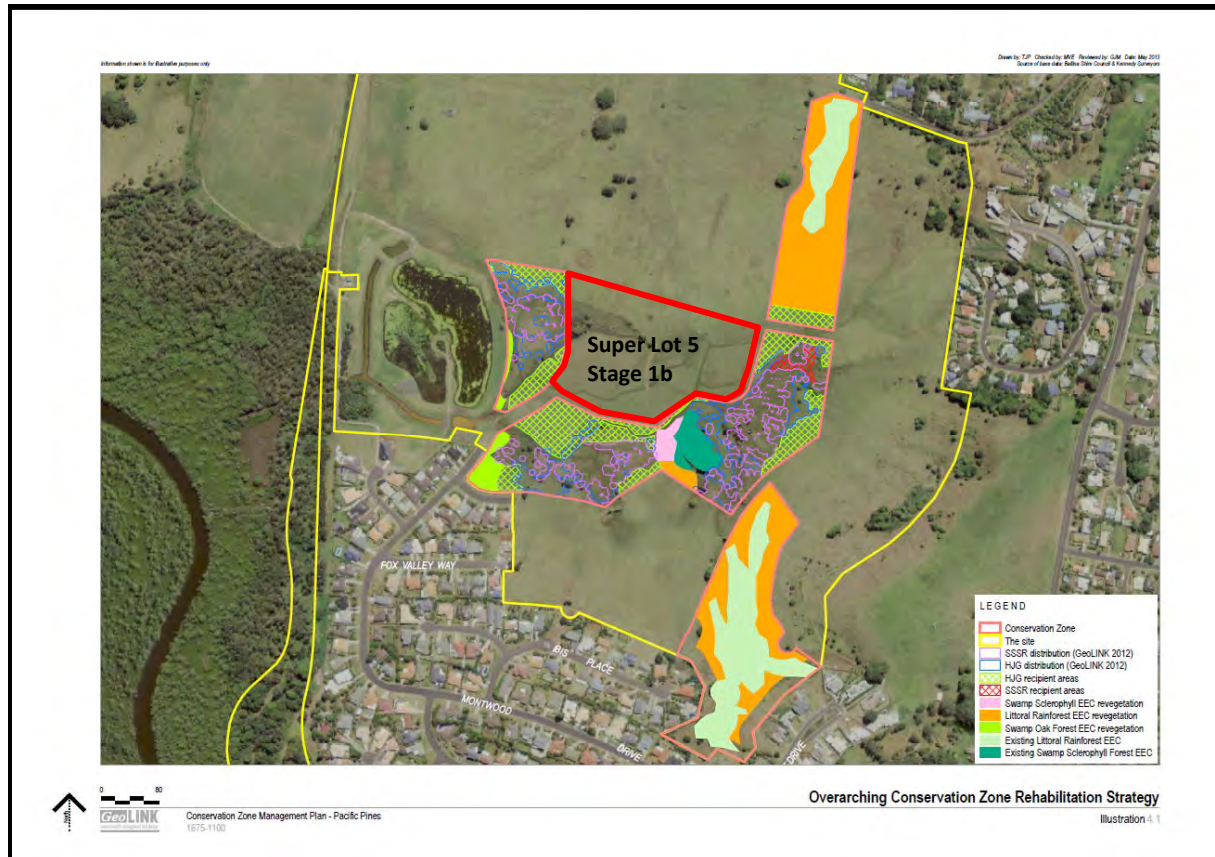 Information shown is for illustrative purposes only
Drawn by: TJP Checked by: MVE Reviewed by: GJM Date: May 2013
Source of base data: Ballina Shire Council & Kennedy Surveyors
Super Lot 5
Stage 1b
FOX VALLEY WAY
IBIS PLACE
MONTWOOD
DRIVE
DRIVE
LEGEND
Conservation Zone
The site
SSSR distribution (GeoLINK 2012)
HJG distribution (GeoLINK 2012)
HJG recipient areas
SSSR recipient areas
Swamp Sclerophyll EEC revegetation
Littoral Rainforest EEC revegetation
Swamp Oak Forest EEC revegetation
Existing Littoral Rainforest EEC
Existing Swamp Sclerophyll Forest EEC
0 80
North
GeoLINK
Conservation Zone Management Plan - Pacific Pines
1675-1100
Overarching Conservation Zone Rehabilitation Strategy
Illustration 4.1